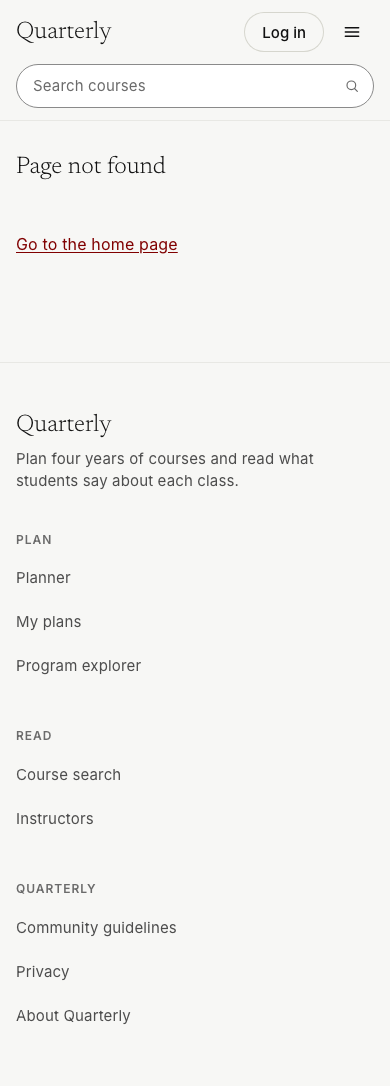 Quarterly
Log in
Search courses
Page not found
Go to the home page
Quarterly
Plan four years of courses and read what
students say about each class.
PLAN
Planner
My plans
Program explorer
READ
Course search
Instructors
QUARTERLY
Community guidelines
Privacy
About Quarterly